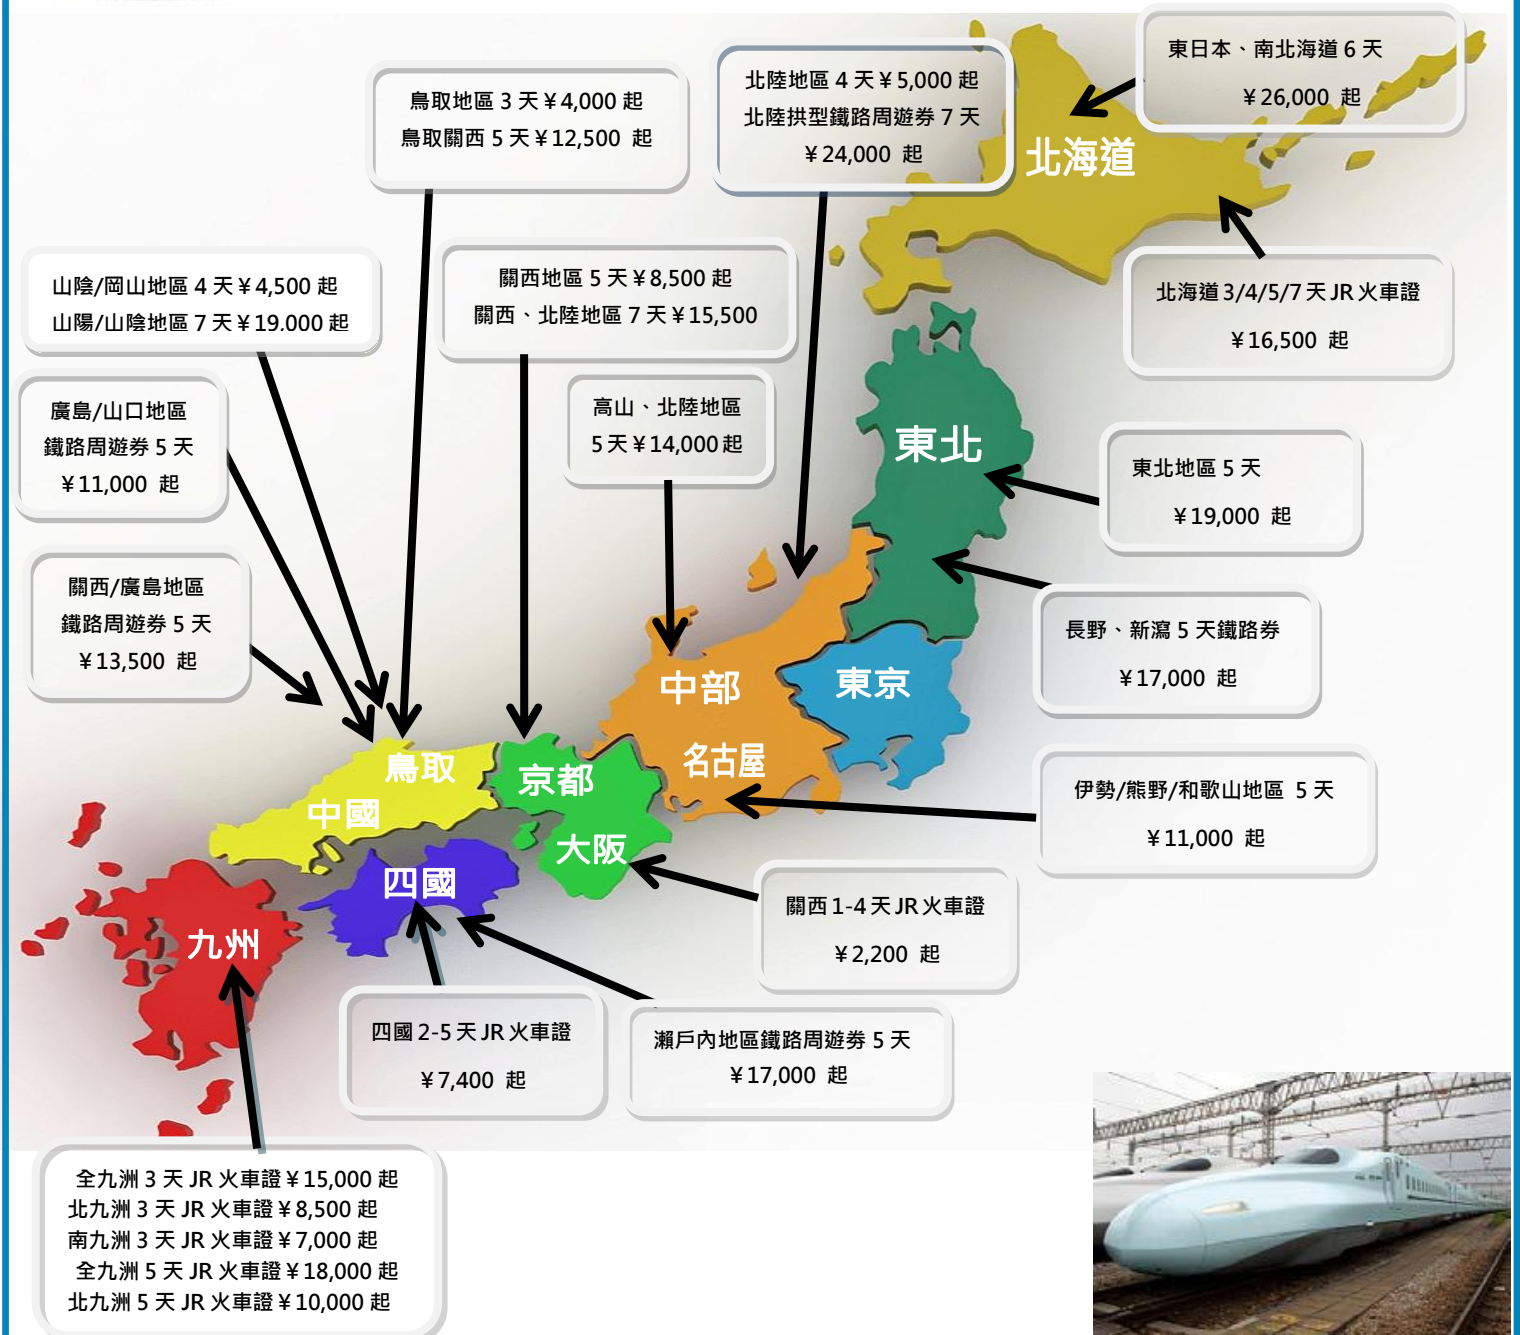 東日本、南北海道 6 天
¥26,000 起
北陸地區 4 天¥5,000 起
北陸拱型鐵路周遊券 7 天
¥24,000 起
鳥取地區 3 天¥4,000 起
鳥取關西 5 天¥12,500 起
北海道
山陰/岡山地區 4 天¥4,500 起
山陽/山陰地區 7 天¥19.000 起
關西地區 5 天¥8,500 起
關西、北陸地區 7 天¥15,500
北海道 3/4/5/7 天 JR 火車證
¥16,500 起
廣島/山口地區
鐵路周遊券 5 天
¥11,000 起
高山、北陸地區
5 天¥14,000 起
東北
東北地區 5 天
¥19,000 起
關西/廣島地區
鐵路周遊券 5 天
¥13,500 起
長野、新瀉 5 天鐵路券
¥17,000 起
中部
東京
名古屋
鳥取
中國
京都
大阪
伊勢/熊野/和歌山地區 5 天
¥11,000 起
四國
九州
關西 1-4 天 JR 火車證
¥2,200 起
四國 2-5 天 JR 火車證
¥7,400 起
瀨戶內地區鐵路周遊券 5 天
¥17,000 起
全九洲 3 天 JR 火車證¥15,000 起
北九洲 3 天 JR 火車證¥8,500 起
南九洲 3 天 JR 火車證¥7,000 起
全九洲 5 天 JR 火車證¥18,000 起
北九洲 5 天 JR 火車證¥10,000 起